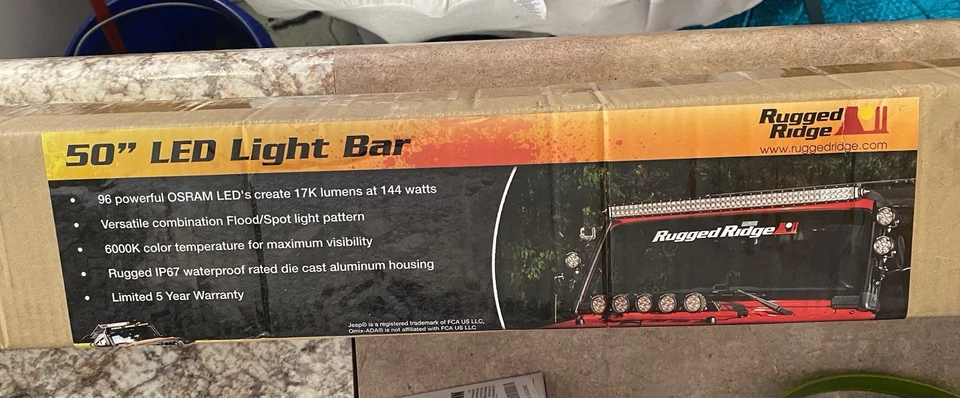 50” LED Light Bar
Rugged
Ridge
www.ruggedridge.com
• 96 powerful OSRAM LED's create 17K lumens at 144 watts
• Versatile combination Flood/Spot light pattern
• 6000K color temperature for maximum visibility
• Rugged IP67 waterproof rated die cast aluminum housing
• Limited 5 Year Warranty
Rugged Ridge
Jeep® is a registered trademark of FCA US LLC,
Omix-ADA® is not affiliated with FCA US LLC